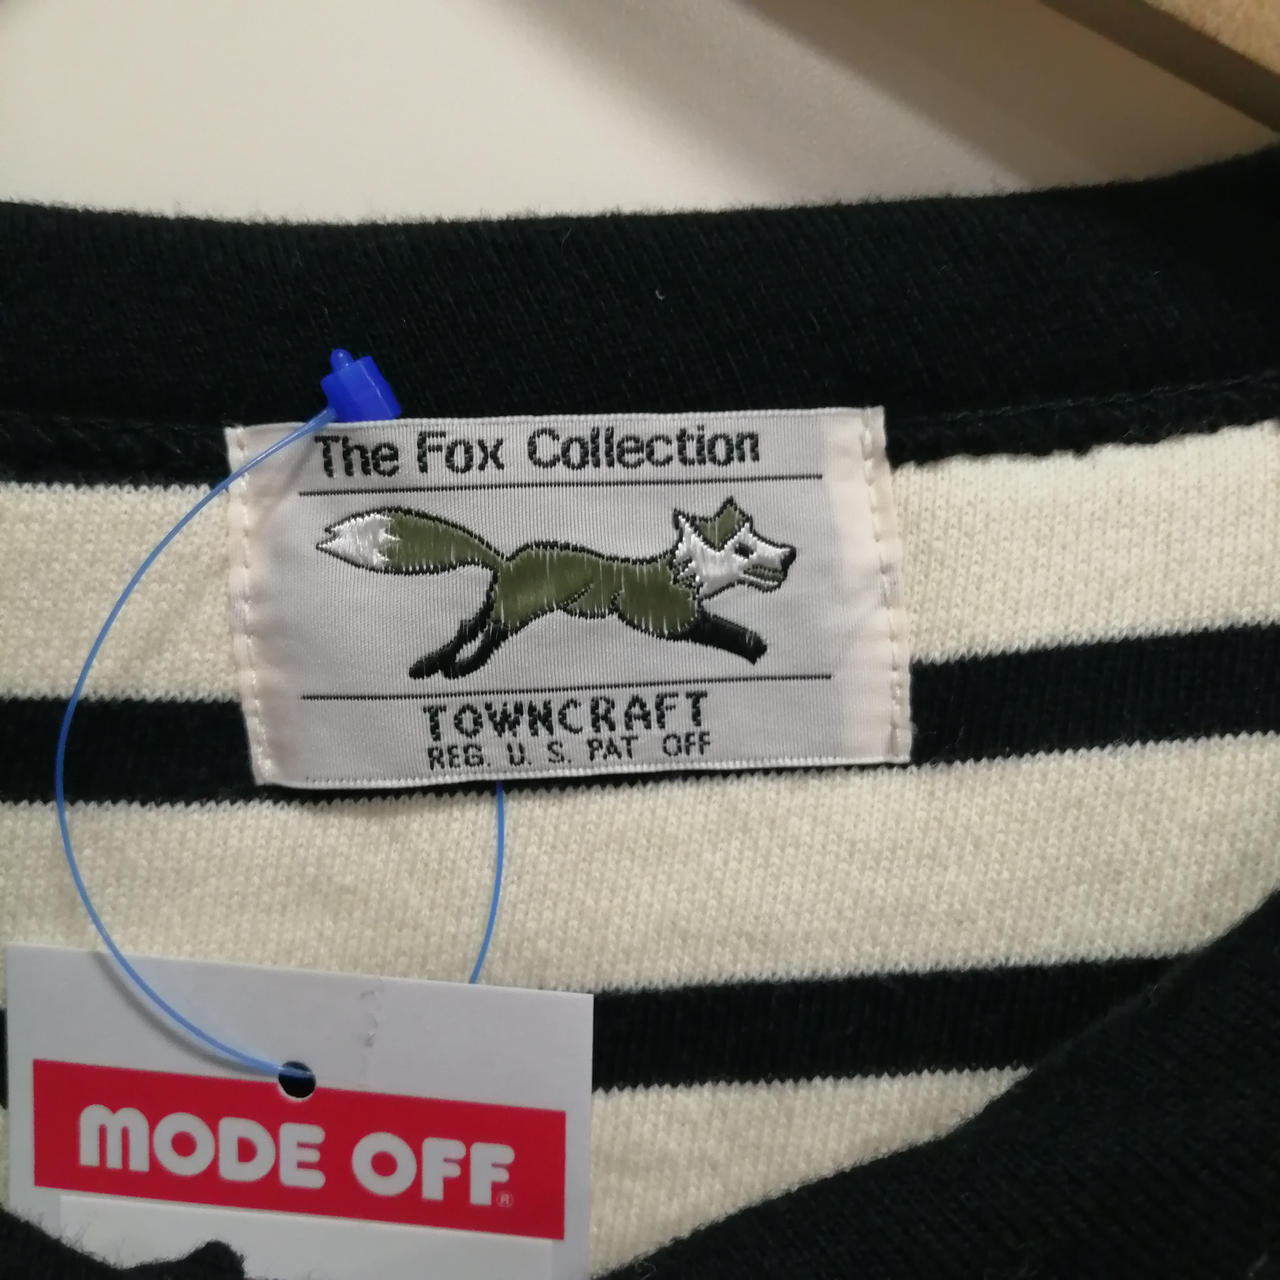 The Fox Collection
TOWNCRAFT
REG. U. S. PAT OFF
MODE OFF®